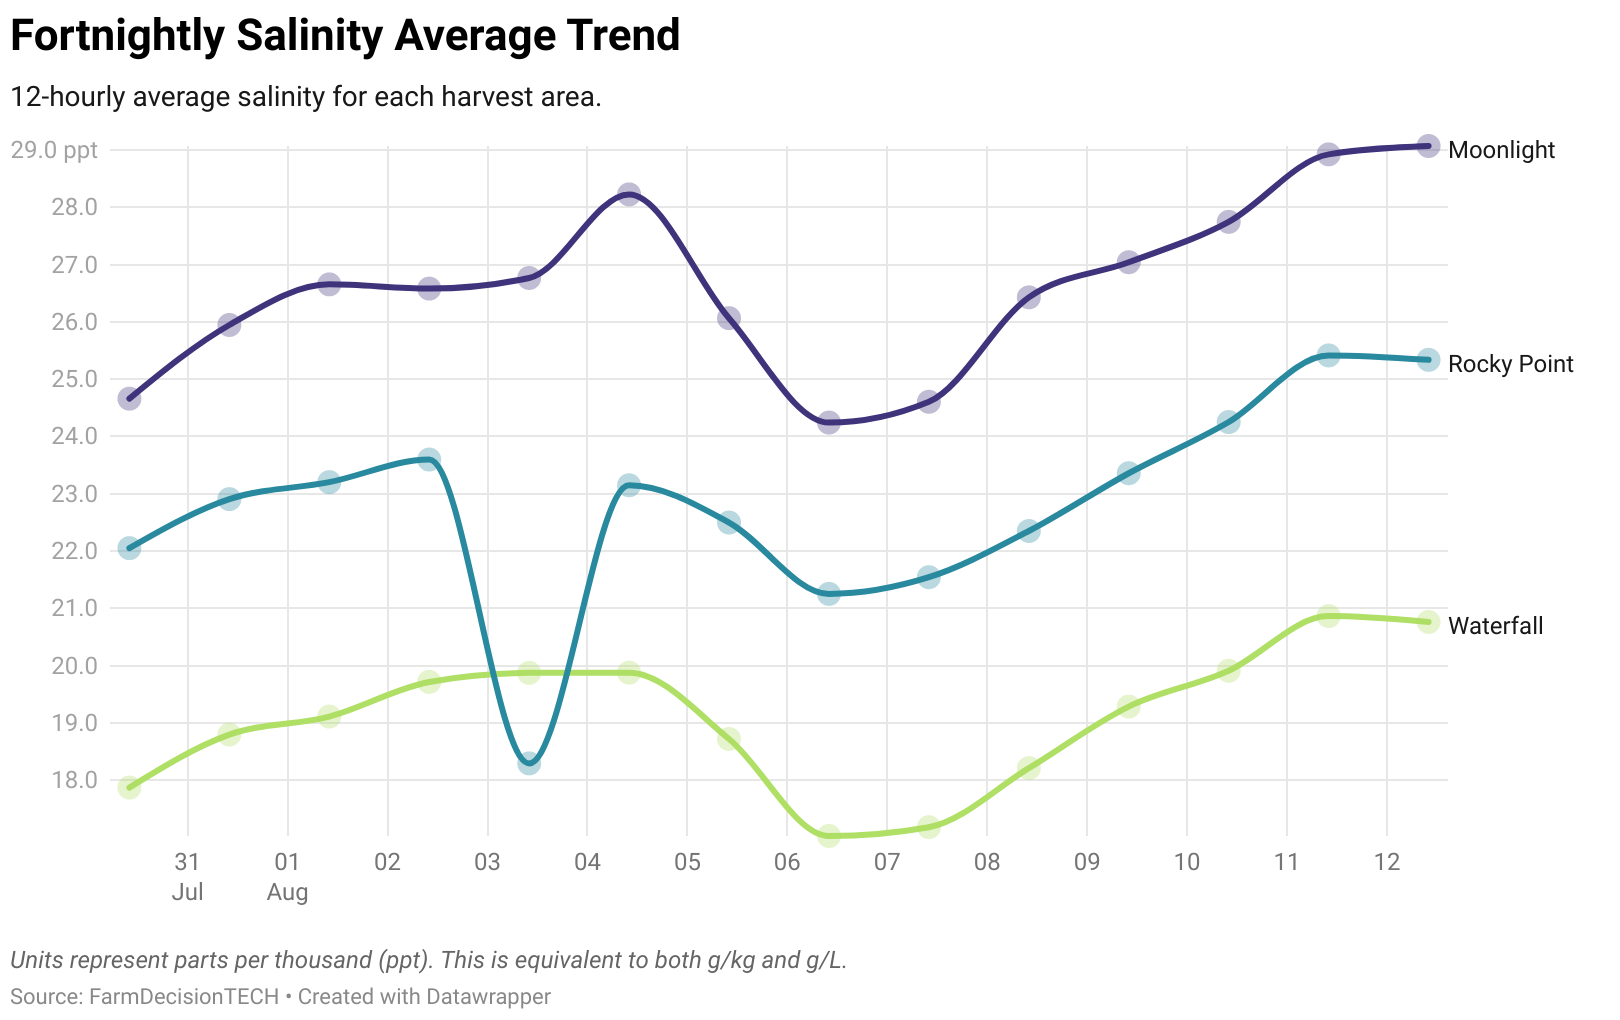 Fortnightly Salinity Average Trend
12-hourly average salinity for each harvest area.
29.0 ppt
Moonlight
28.0
27.0
26.0
25.0
Rocky Point
24.0
23.0
22.0
21.0
Waterfall
20.0
19.0
18.0
31 01 02 03 04 05 06 07 08 09 10 11 12
Jul Aug
Units represent parts per thousand (ppt). This is equivalent to both g/kg and g/L.
Source: FarmDecisionTECH • Created with Datawrapper